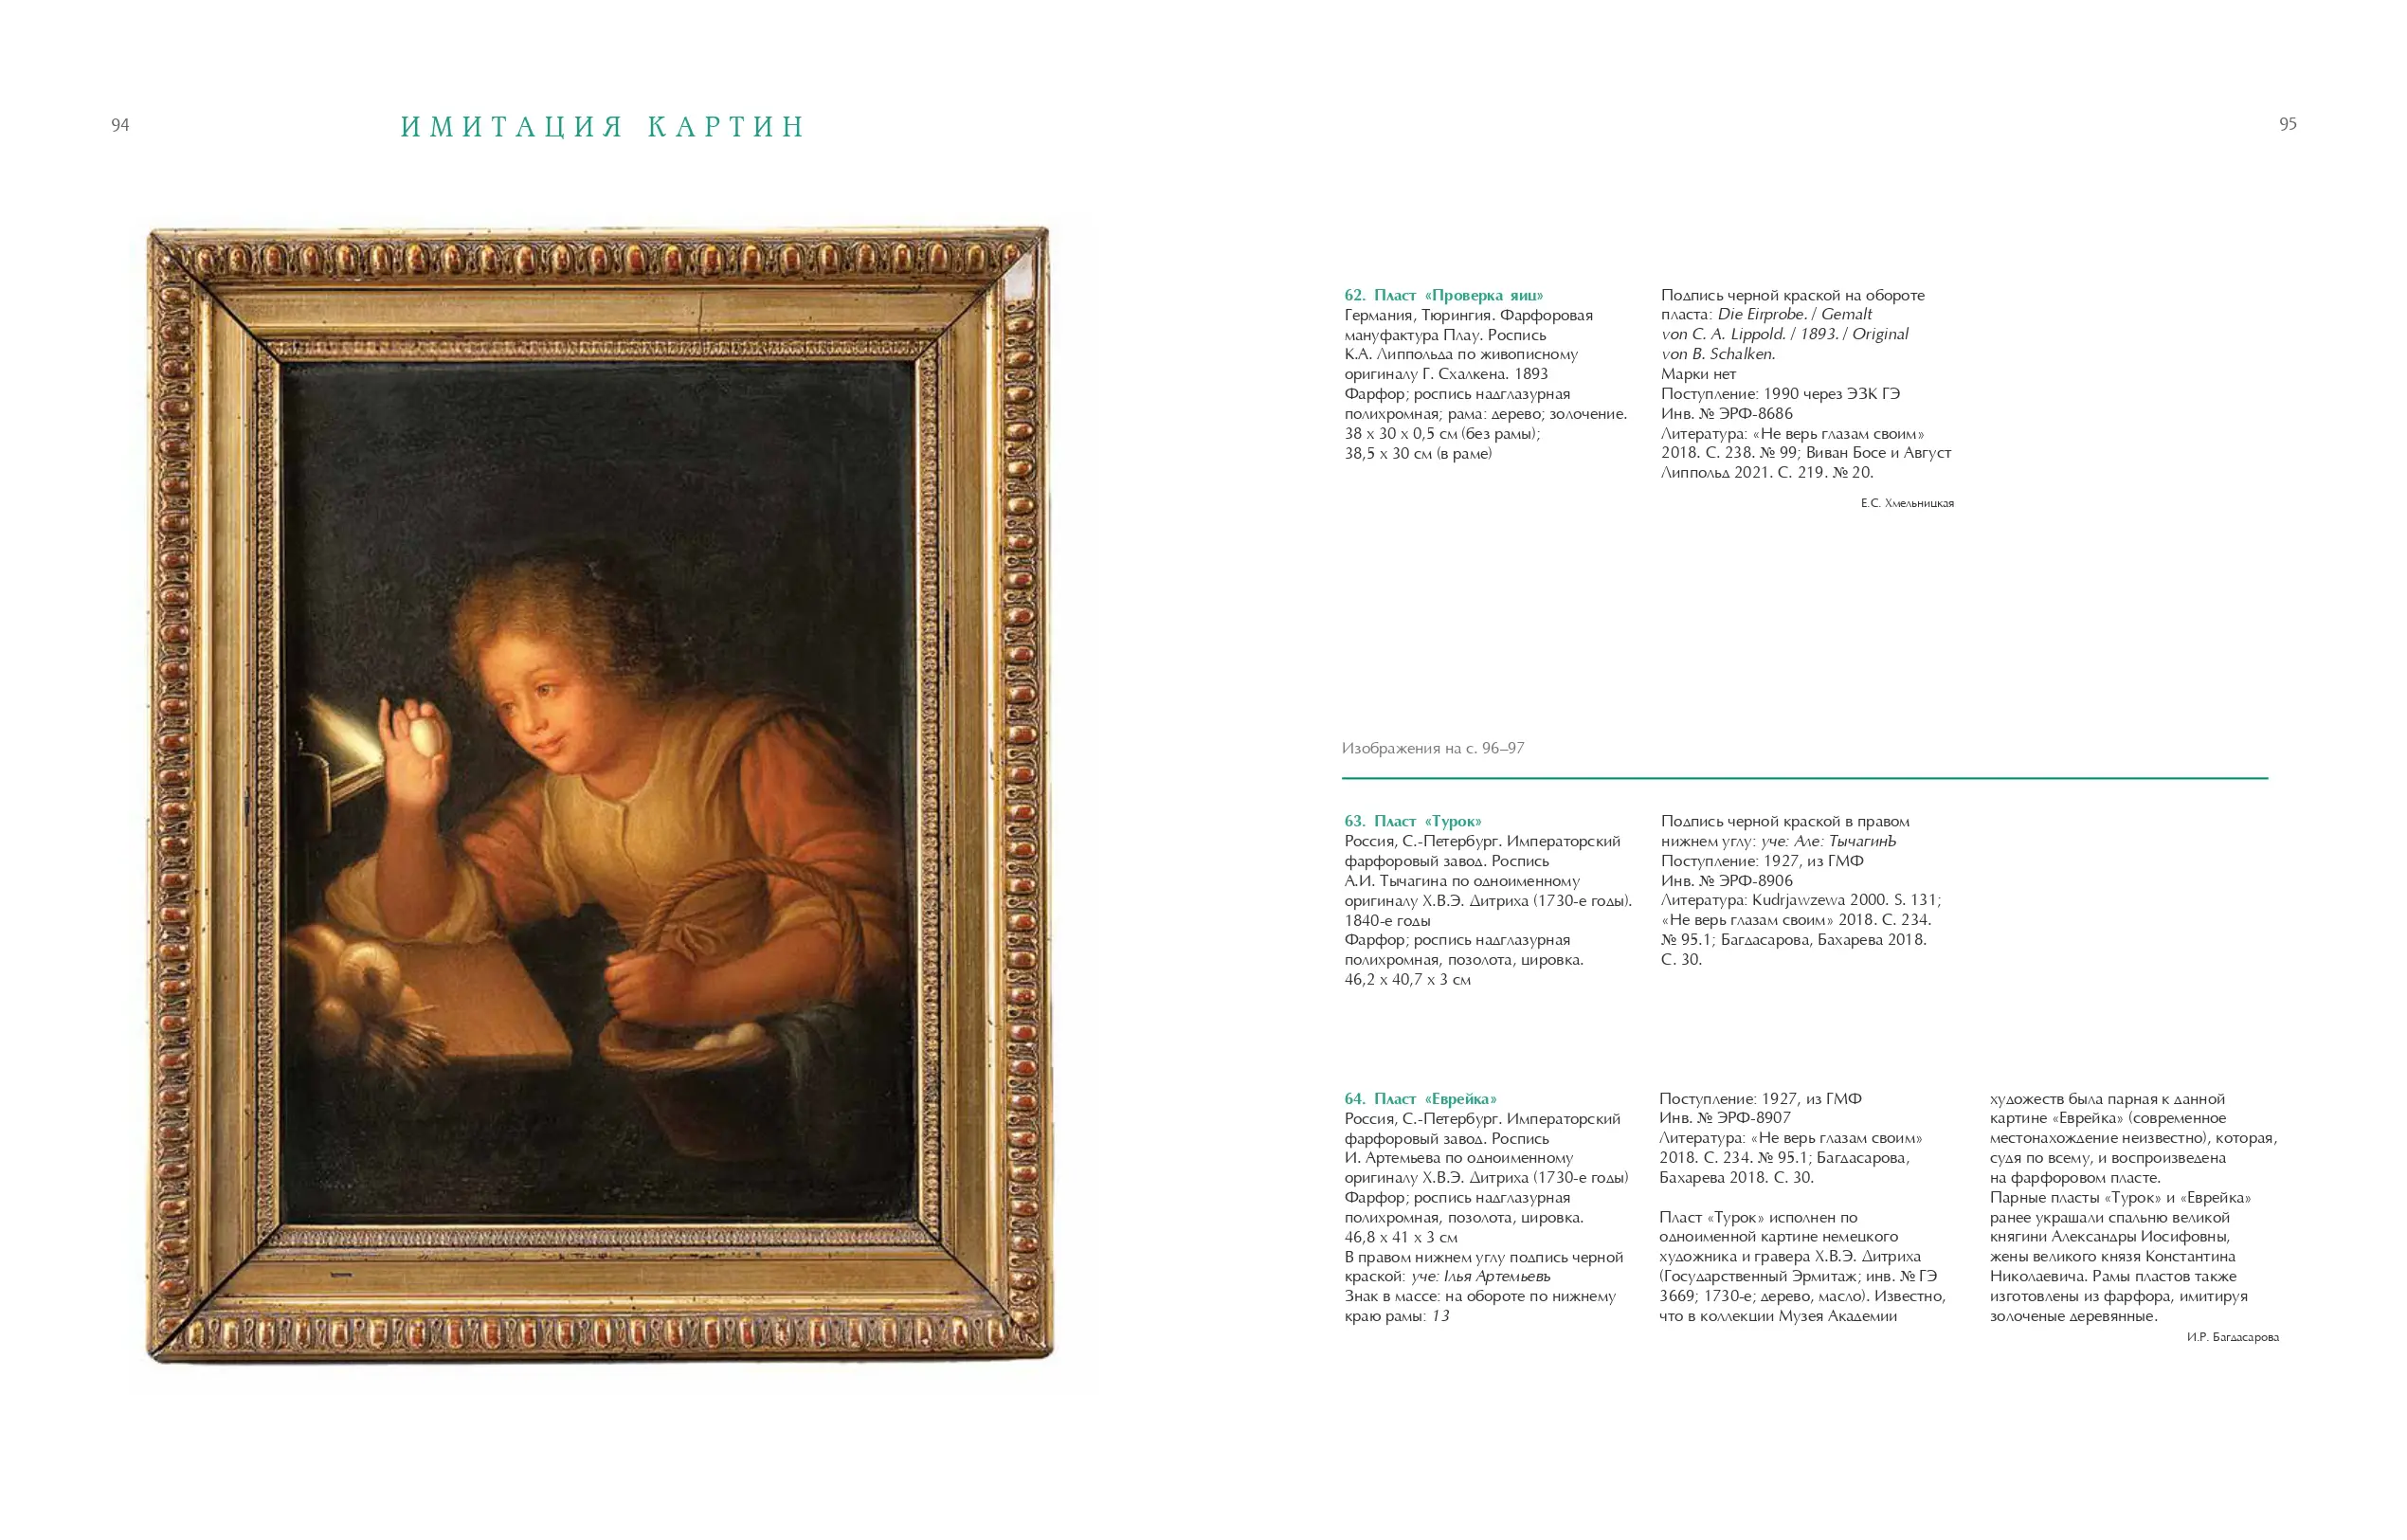 94
ИМИТАЦИЯ КАРТИН
95
62. Пласт «Проверка яиц»
Германия, Тюрингия. Фарфоровая
мануфактура Плау. Роспись
К.А. Липпольда по живописному
оригиналу Г. Схалкена. 1893
Фарфор; роспись надглазурная
полихромная; рама: дерево; золочение.
38 х 30 х 0,5 см (без рамы);
38,5 х 30 см (в раме)
Подпись черной краской на обороте
пласта: Die Eirprobe. / Gemalt
von C. A. Lippold. / 1893. / Original
von B. Schalken.
Марки нет
Поступление: 1990 через ЭЗК ГЭ
Инв. № ЭРФ-8686
Литература: «Не верь глазам своим»
2018. С. 238. № 99; Виван Босе и Август
Липпольд 2021. С. 219. № 20.
Е.С. Хмельницкая
Изображения на с. 96–97
63. Пласт «Турок»
Россия, С.-Петербург. Императорский
фарфоровый завод. Роспись
А.И. Тычагина по одноименному
оригиналу Х.В.Э. Дитриха (1730-е годы).
1840-е годы
Фарфор; роспись надглазурная
полихромная, позолота, цировка.
46,2 х 40,7 х 3 см
Подпись черной краской в правом
нижнем углу: уче: Але: ТычагинЪ
Поступление: 1927, из ГМФ
Инв. № ЭРФ-8906
Литература: Kudrjawzewa 2000. S. 131;
«Не верь глазам своим» 2018. С. 234.
№ 95.1; Багдасарова, Бахарева 2018.
С. 30.
64. Пласт «Еврейка»
Россия, С.-Петербург. Императорский
фарфоровый завод. Роспись
И. Артемьева по одноименному
оригиналу Х.В.Э. Дитриха (1730-е годы)
Фарфор; роспись надглазурная
полихромная, позолота, цировка.
46,8 х 41 х 3 см
В правом нижнем углу подпись черной
краской: уче: Iлья Артемьевь
Знак в массе: на обороте по нижнему
краю рамы: 13
Поступление: 1927, из ГМФ
Инв. № ЭРФ-8907
Литература: «Не верь глазам своим»
2018. С. 234. № 95.1; Багдасарова,
Бахарева 2018. С. 30.
Пласт «Турок» исполнен по
одноименной картине немецкого
художника и гравера Х.В.Э. Дитриха
(Государственный Эрмитаж; инв. № ГЭ
3669; 1730-е; дерево, масло). Известно,
что в коллекции Музея Академии
художеств была парная к данной
картине «Еврейка» (современное
местонахождение неизвестно), которая,
судя по всему, и воспроизведена
на фарфоровом пласте.
Парные пласты «Турок» и «Еврейка»
ранее украшали спальню великой
княгини Александры Иосифовны,
жены великого князя Константина
Николаевича. Рамы пластов также
изготовлены из фарфора, имитируя
золоченые деревянные.
И.Р. Багдасарова